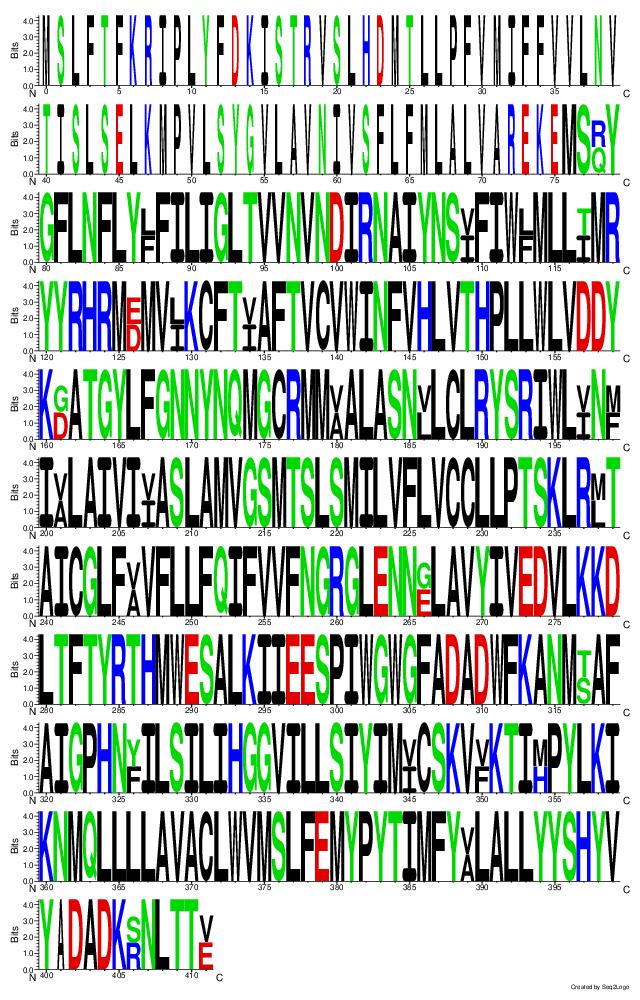 Bits 4.0 3.0 2.0 1.0 0.0
MSLFTFKRIPLYFDKISTRVSLHDMTLLPFVMIFFVVLNV
N 0 5 10 15 20 25 30 35 C
Bits 4.0 3.0 2.0 1.0 0.0
TISLSELKMPVLSYGVLAVNIVSFLFMLALVAREKEMSRY
Q
N 40 45 50 55 60 65 70 75 C
Bits 4.0 3.0 2.0 1.0 0.0
GFLNFLYLFILIGLTVVNVNDIRNAIYNSVFIWLMLLTMR
F I F I
N 80 85 90 95 100 105 110 115 C
Bits 4.0 3.0 2.0 1.0 0.0
YYRHRMEMVLKCFTVAFTVCVWINFVHLVTHPLLWLVDDY
D I I
N 120 125 130 135 140 145 150 155 C
Bits 4.0 3.0 2.0 1.0 0.0
KGATGYLFGNNYNQMGCRMMVALASNVLCLRYSRIWLVNM
D A L I F
N 160 165 170 175 180 185 190 195 C
Bits 4.0 3.0 2.0 1.0 0.0
IVLAIVIVASLAMVGSMTSLSMILVFLVCCLLPTSKLRMT
A I L
N 200 205 210 215 220 225 230 235 C
Bits 4.0 3.0 2.0 1.0 0.0
AICGLFVVFLLFQIFVVFNGRGLENNGLAVYIVEDVLKKD
A E
N 240 245 250 255 260 265 270 275 C
Bits 4.0 3.0 2.0 1.0 0.0
LTFTYRTHMWESALKIIEESPIWGWGFADADWFKANMTAF
S
N 280 285 290 295 300 305 310 315 C
Bits 4.0 3.0 2.0 1.0 0.0
AIGPHNYILSILIHGGVILLSIYIMVCSKVVKTIMPYLKI
F I F H
N 320 325 330 335 340 345 350 355 C
Bits 4.0 3.0 2.0 1.0 0.0
KNMQLLLLAVACLWVMSLFEMYPYTIMFYVLALLYYSHYV
A
N 360 365 370 375 380 385 390 395 C
Bits 4.0 3.0 2.0 1.0 0.0
YADADKSNLTTV
R E
N 400 405 410 C
Created by Seq2Logo